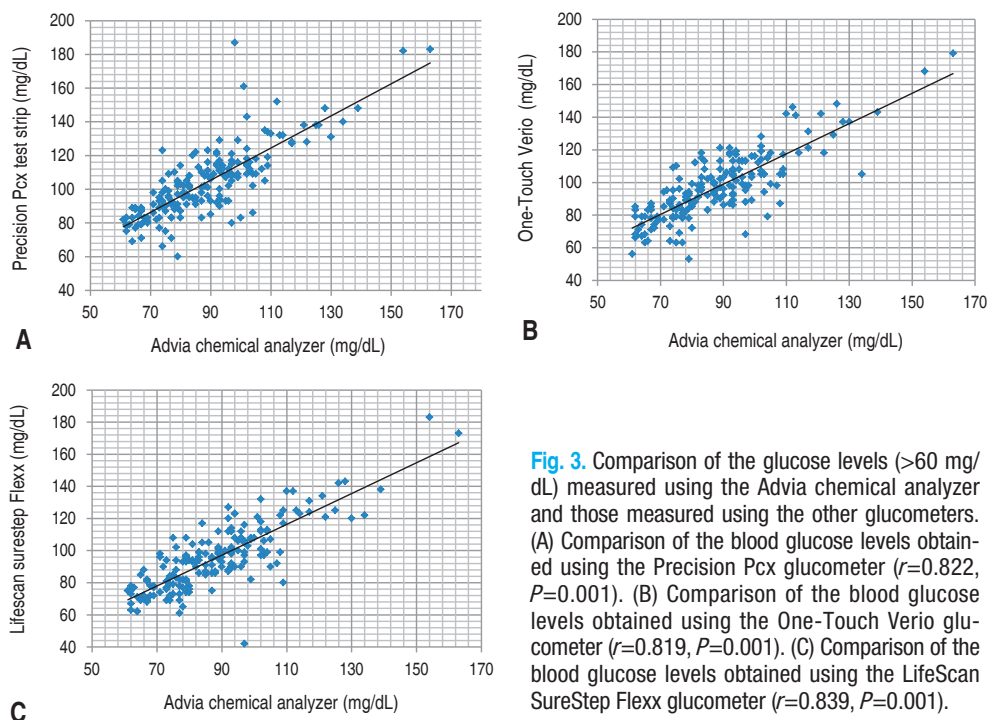 200
180
160
140
120
100
80
60
40
Precision Pcx test strip (mg/dL)
50 70 90 110 130 150 170
Advia chemical analyzer (mg/dL)
A
200
180
160
140
120
100
80
60
40
One-Touch Verio (mg/dL)
50 70 90 110 130 150 170
Advia chemical analyzer (mg/dL)
B
200
180
160
140
120
100
80
60
40
Lifescan surestep Flexx (mg/dL)
50 70 90 110 130 150 170
Advia chemical analyzer (mg/dL)
C
Fig. 3. Comparison of the glucose levels (>60 mg/
dL) measured using the Advia chemical analyzer
and those measured using the other glucometers.
(A) Comparison of the blood glucose levels obtain-
ed using the Precision Pcx glucometer (r=0.822,
P=0.001). (B) Comparison of the blood glucose
levels obtained using the One-Touch Verio glu-
cometer (r=0.819, P=0.001). (C) Comparison of the
blood glucose levels obtained using the LifeScan
SureStep Flexx glucometer (r=0.839, P=0.001).